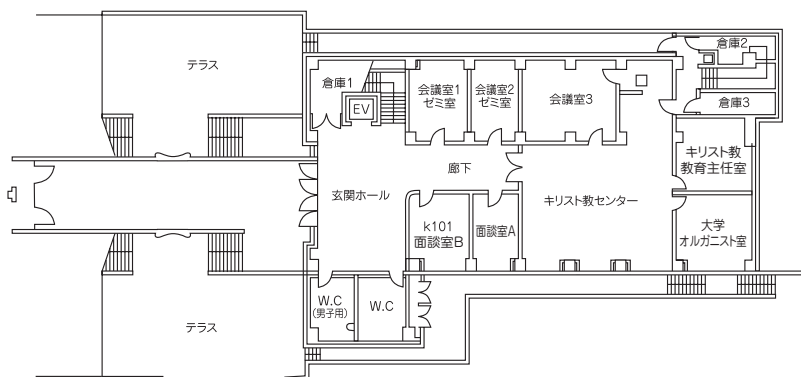 テラス
倉庫1
EV
会議室1
ゼミ室
会議室2
ゼミ室
会議室3
倉庫2
倉庫3
キリスト教
教育主任室
廊下
玄関ホール
キリスト教センター
k101
面談室B
面談室A
大学
オルガニスト室
W.C
(男子用)
W.C
テラス